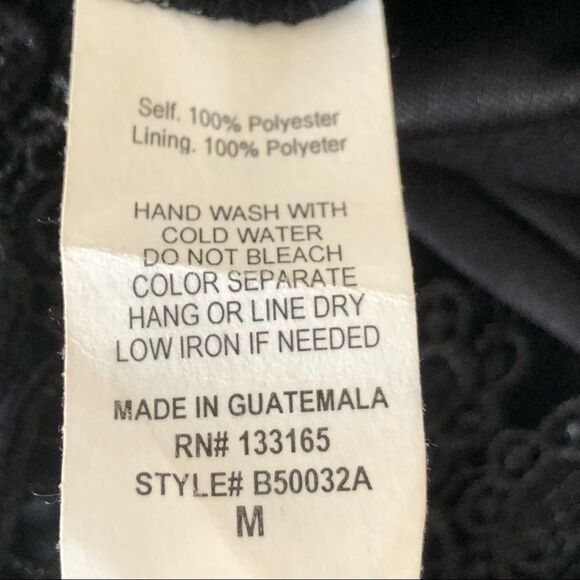 Self. 100% Polyester
Lining. 100% Polyeter
HAND WASH WITH
COLD WATER
DO NOT BLEACH
COLOR SEPARATE
HANG OR LINE DRY
LOW IRON IF NEEDED
MADE IN GUATEMALA
RN# 133165
STYLE# B50032A
M